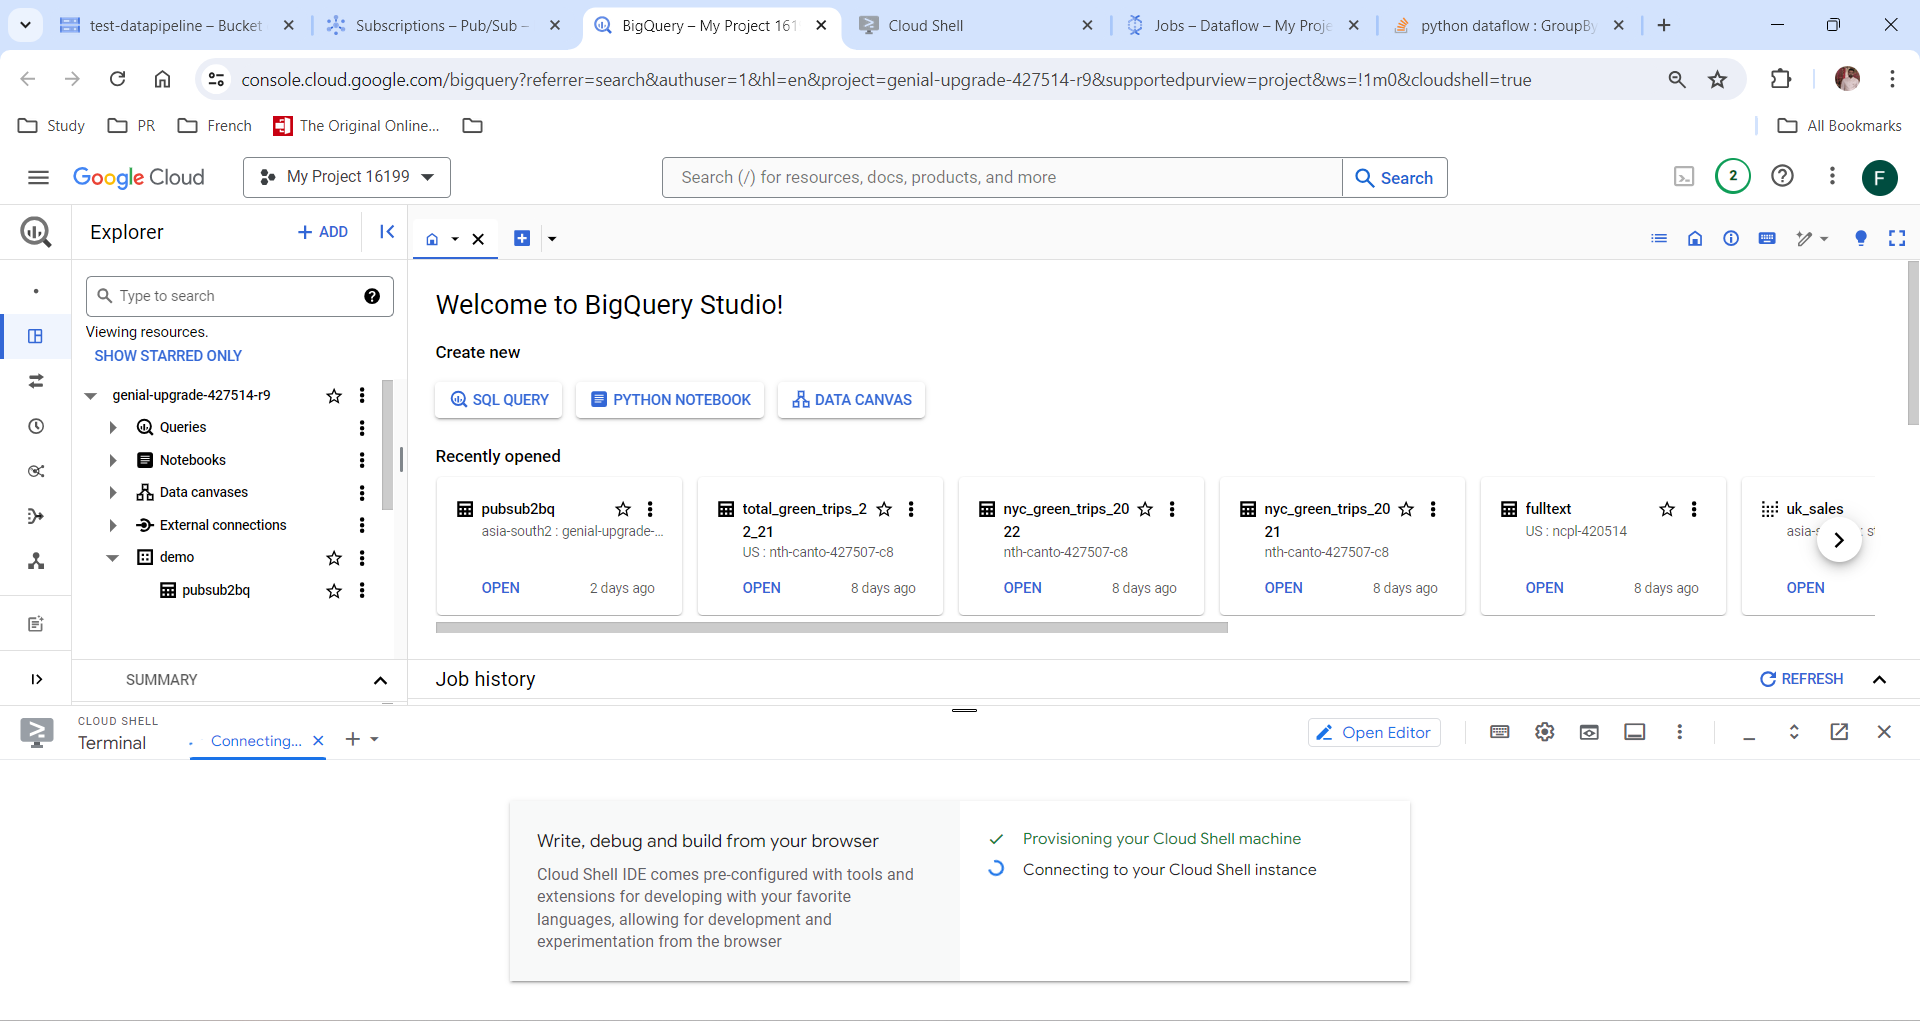 test-datapipeline – Bucket
Subscriptions – Pub/Sub –
BigQuery – My Project 161
Cloud Shell
Jobs – Dataflow – My Proje
python dataflow : GroupBy
console.cloud.google.com/bigquery?referrer=search&authuser=1&hl=en&project=genial-upgrade-427514-r9&supportedpurview=project&ws=!1m0&cloudshell=true
Study
PR
French
The Original Online...
All Bookmarks
Google Cloud
My Project 16199
Search (/) for resources, docs, products, and more
Search
2
F
Explorer
+ ADD
Type to search
Viewing resources.
SHOW STARRED ONLY
genial-upgrade-427514-r9
Queries
Notebooks
Data canvases
External connections
demo
pubsub2bq
SUMMARY
Welcome to BigQuery Studio!
Create new
SQL QUERY
PYTHON NOTEBOOK
DATA CANVAS
Recently opened
pubsub2bq
asia-south2 : genial-upgrade-...
OPEN
2 days ago
total_green_trips_2
2_21
US : nth-canto-427507-c8
OPEN
8 days ago
nyc_green_trips_20
22
nth-canto-427507-c8
OPEN
8 days ago
nyc_green_trips_20
21
nth-canto-427507-c8
OPEN
8 days ago
fulltext
US : ncpl-420514
OPEN
8 days ago
uk_sales
OPEN
Job history
REFRESH
CLOUD SHELL
Terminal
Connecting...
Open Editor
Write, debug and build from your browser
Cloud Shell IDE comes pre-configured with tools and
extensions for developing with your favorite
languages, allowing for development and
experimentation from the browser
Provisioning your Cloud Shell machine
Connecting to your Cloud Shell instance